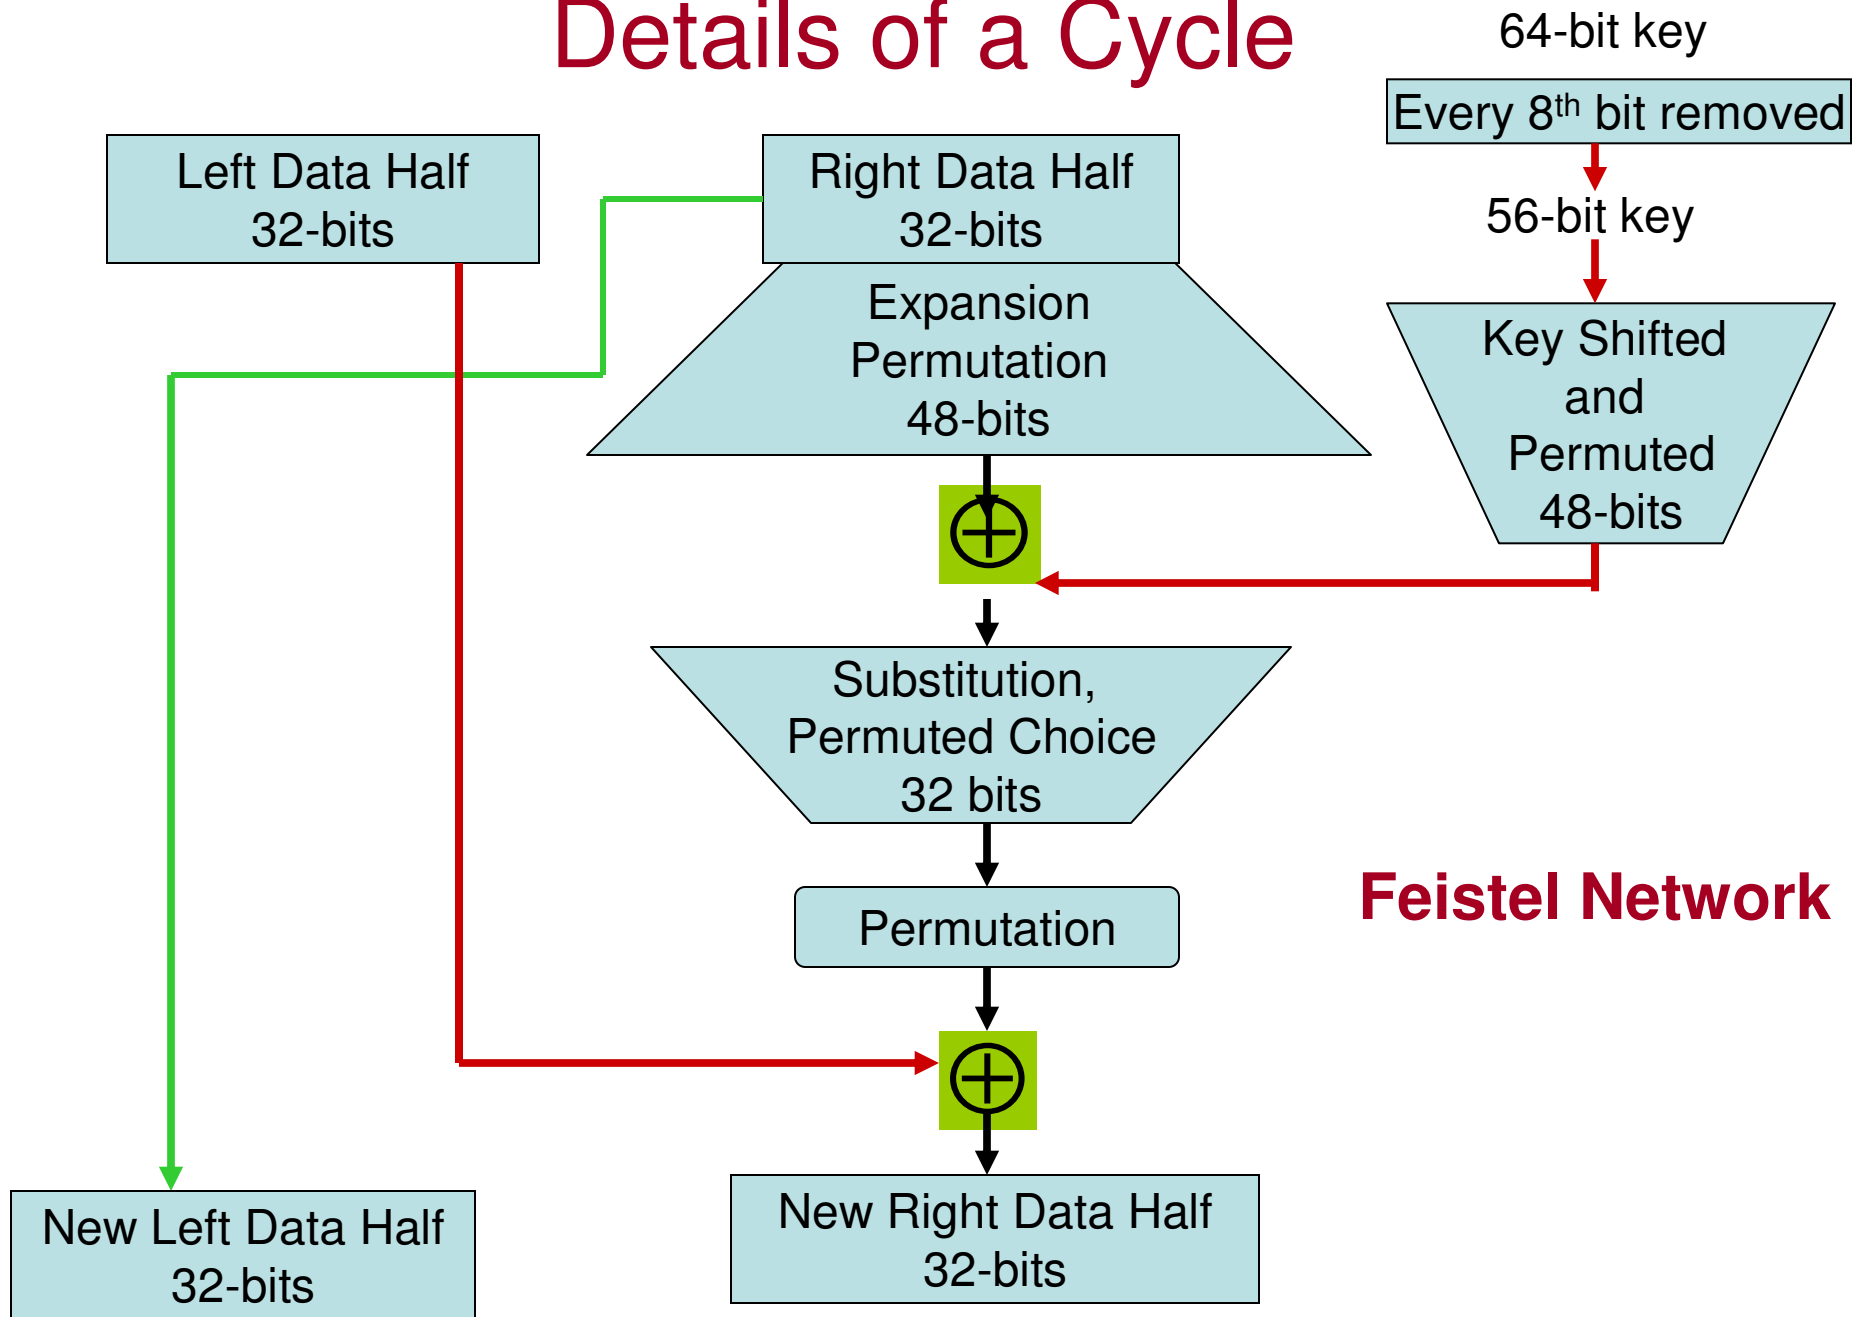 Details of a Cycle
64-bit key
Every 8th bit removed
56-bit key
Left Data Half
32-bits
Right Data Half
32-bits
Expansion
Permutation
48-bits
Key Shifted
and
Permuted
48-bits
Substitution,
Permuted Choice
32 bits
Permutation
Feistel Network
New Left Data Half
32-bits
New Right Data Half
32-bits